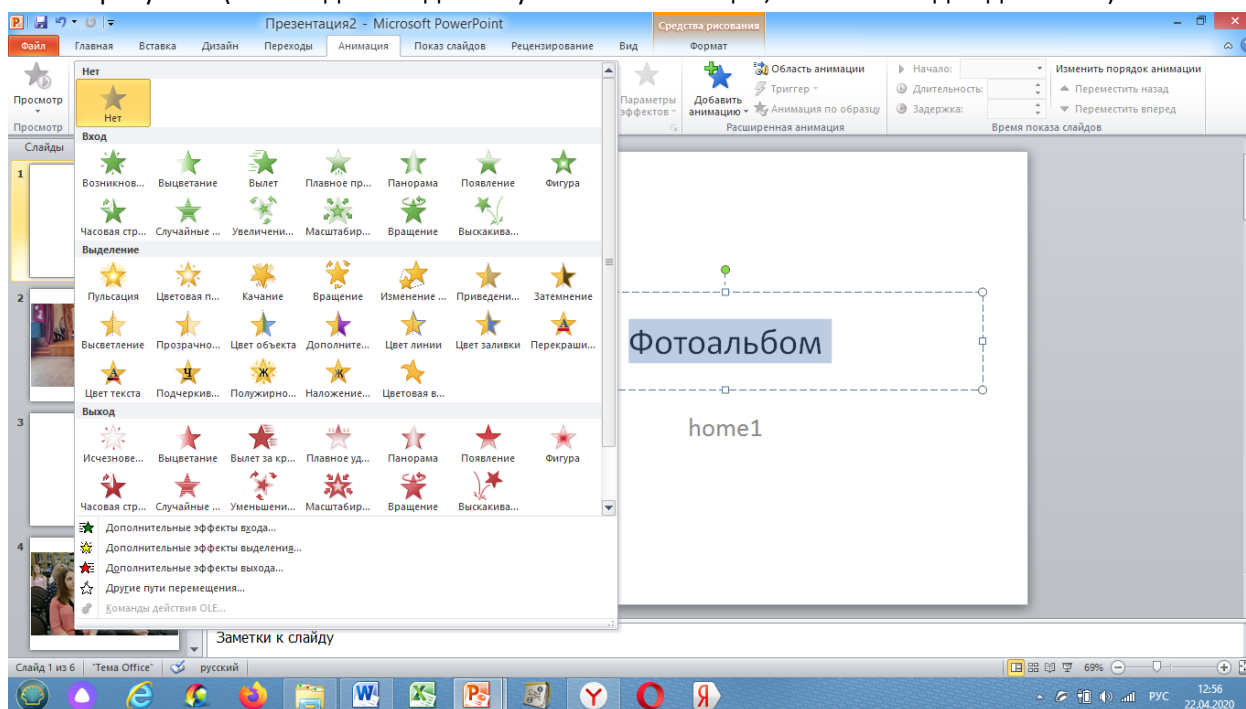 Презентация2 - Microsoft PowerPoint
Средства рисования
Файл Главная Вставка Дизайн Переходы Анимация Показ слайдов Рецензирование Вид Формат
Просмотр
Просмотр
Параметры эффектов
Добавить анимацию
Область анимации
Триггер
Анимация по образцу
Расширенная анимация
Начало:
Длительность:
Задержка:
Изменить порядок анимации
Переместить назад
Переместить вперед
Время показа слайдов
Слайды
1
2
3
4
Нет
Нет
Вход
Возникнов... Выцветание Вылет Плавное пр... Панорама Появление Фигура
Часовая стр... Случайные ... Увеличени... Масштабир... Вращение Выскакива...
Выделение
Пульсация Цветовая п... Качание Вращение Изменение ... Приведени... Затемнение
Высветление Прозрачно... Цвет объекта Дополните... Цвет линии Цвет заливки Перекраши...
Цвет текста Подчеркив... Полужирно... Наложение... Цветовая в...
Выход
Исчезнове... Выцветание Вылет за кр... Плавное уд... Панорама Появление Фигура
Часовая стр... Случайные ... Уменьшени... Масштабир... Вращение Выскакива...
Дополнительные эффекты входа...
Дополнительные эффекты выделения...
Дополнительные эффекты выхода...
Другие пути перемещения...
Команды действия OLE...
Фотоальбом
home1
Заметки к слайду
Слайд 1 из 6 "Тема Office" русский 69%
РУС 12:56
22.04.2020